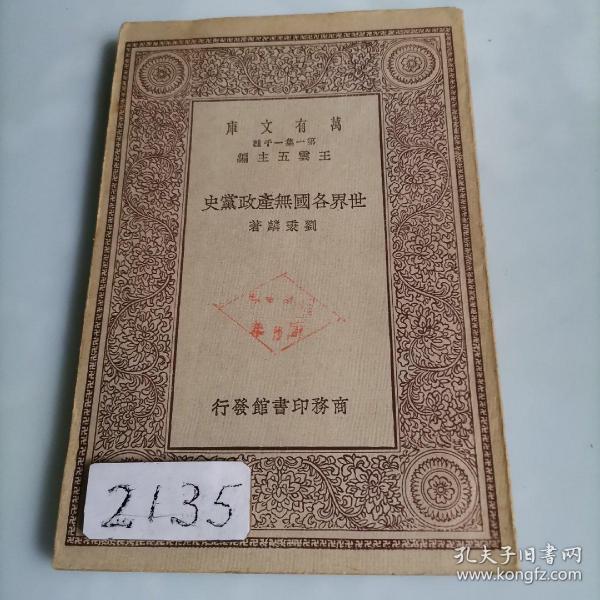 萬有文庫
第一集一千種
王雲五主編
世界各國無產政黨史
劉秉麟著
商務印書館發行
2135
孔夫子旧书网
www.kongfz.com